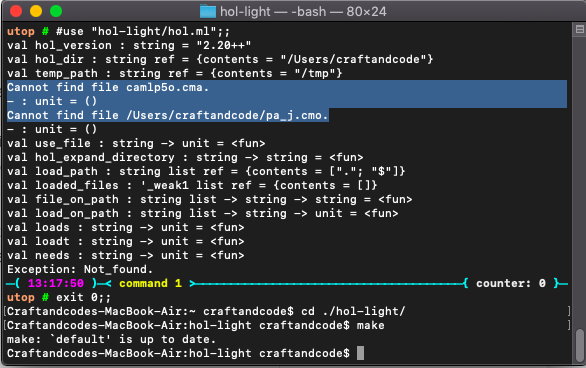 hol-light — -bash — 80×24
utop # #use "hol-light/hol.ml";;
val hol_version : string = "2.20++"
val hol_dir : string ref = {contents = "/Users/craftandcode"}
val temp_path : string ref = {contents = "/tmp"}
Cannot find file camlp5o.cma.
- : unit = ()
Cannot find file /Users/craftandcode/pa_j.cmo.
- : unit = ()
val use_file : string -> unit = <fun>
val hol_expand_directory : string -> string = <fun>
val load_path : string list ref = {contents = ["."; "$"]}
val loaded_files : '_weak1 list ref = {contents = []}
val file_on_path : string list -> string -> string = <fun>
val load_on_path : string list -> string -> unit = <fun>
val loads : string -> unit = <fun>
val loadt : string -> unit = <fun>
val needs : string -> unit = <fun>
Exception: Not_found.
─( 13:17:50 )─< command 1 >──────────────────────────────────────{ counter: 0 }─
utop # exit 0;;
[Craftandcodes-MacBook-Air:~ craftandcode$ cd ./hol-light/ ]
[Craftandcodes-MacBook-Air:hol-light craftandcode$ make ]
make: `default' is up to date.
Craftandcodes-MacBook-Air:hol-light craftandcode$